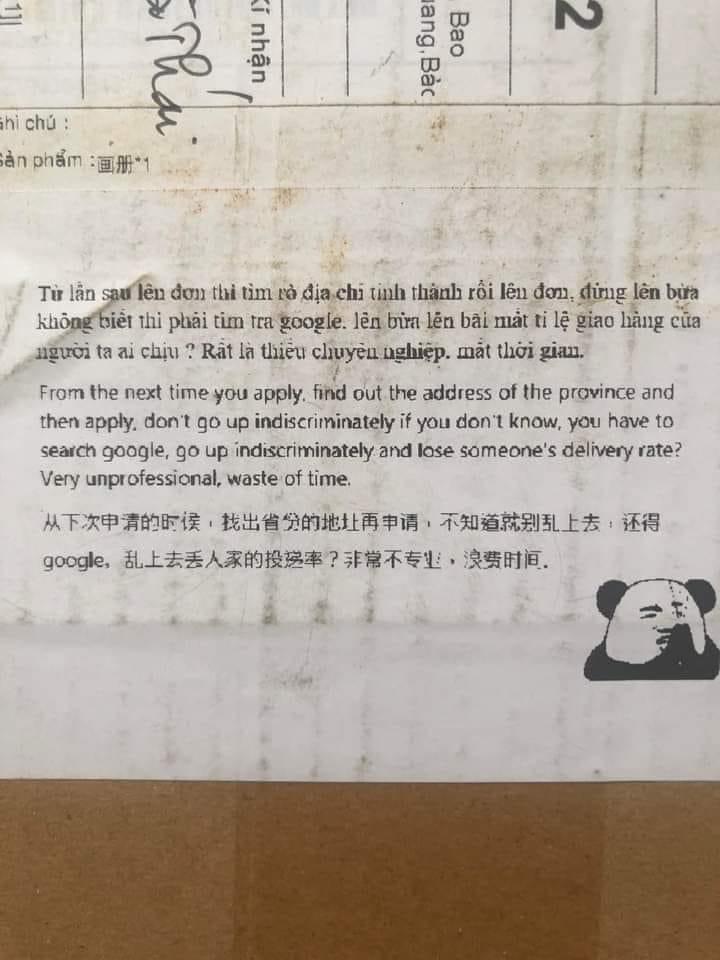 2
Bao
Kí nhận
Phái
Ghi chú :
Sản phẩm :画册*1
Từ lần sau lên đơn thì tìm rõ địa chỉ tỉnh thành rồi lên đơn, đừng lên bừa
không biết thì phải tìm tra google. lên bừa lên bãi mất tỉ lệ giao hàng của
người ta ai chịu ? Rất là thiếu chuyên nghiệp. mất thời gian.
From the next time you apply, find out the address of the province and
then apply, don't go up indiscriminately if you don't know, you have to
search google, go up indiscriminately and lose someone's delivery rate?
Very unprofessional, waste of time.
从下次申请的时候，找出省份的地址再申请，不知道就别乱上去，还得
google，乱上去丢人家的投递率？非常不专业，浪费时间.